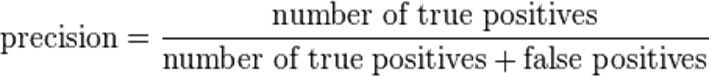 precision = number of true positives / number of true positives + false positives